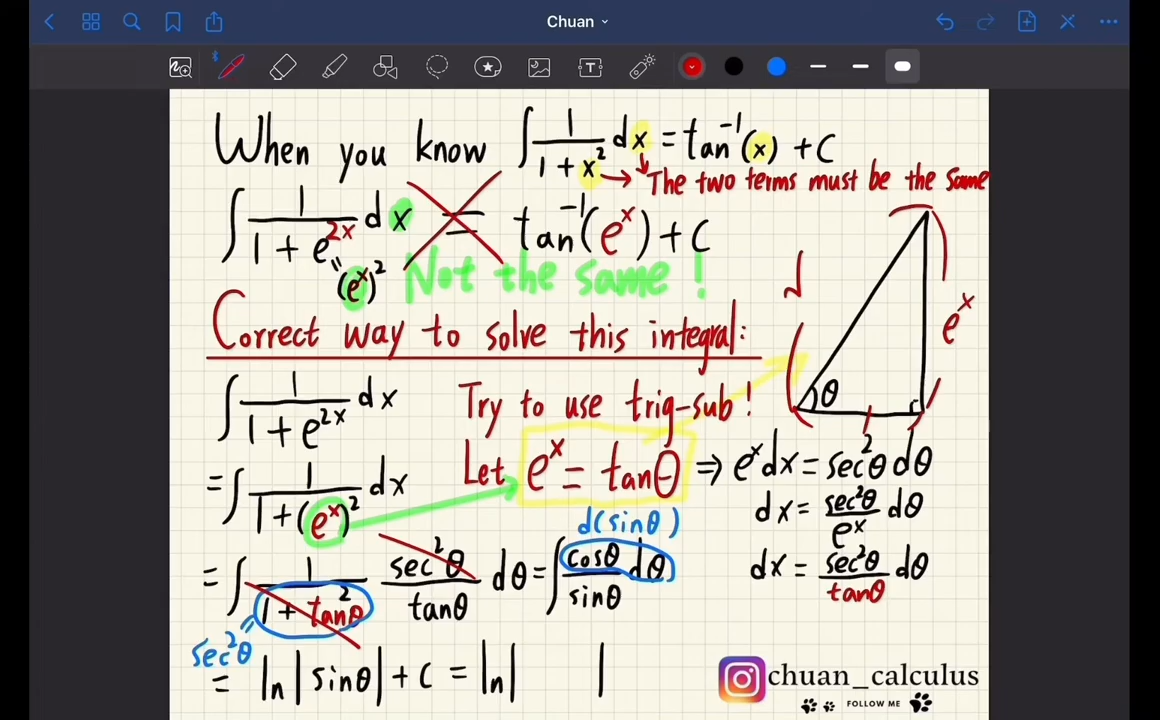 Chuan
When you know ∫ 1/(1 + x²) dx = tan⁻¹(x) + C
The two terms must be the same
∫ 1/(1 + e^(2x)) dx = tan⁻¹(e^x) + C
" (e^x)² Not the same !
Correct way to solve this integral:
∫ 1/(1 + e^(2x)) dx
Try to use trig-sub !
= ∫ 1/(1 + (e^x)²) dx
Let e^x = tanθ ⇒ e^x dx = sec²θ dθ
dx = sec²θ/e^x dθ
dx = sec²θ/tanθ dθ
d(sinθ)
= ∫ 1/(1 + tan²θ) sec²θ/tanθ dθ = ∫ cosθ/sinθ dθ
sec²θ =
= ln|sinθ| + C = ln| |
e^x
θ
1
chuan_calculus
FOLLOW ME